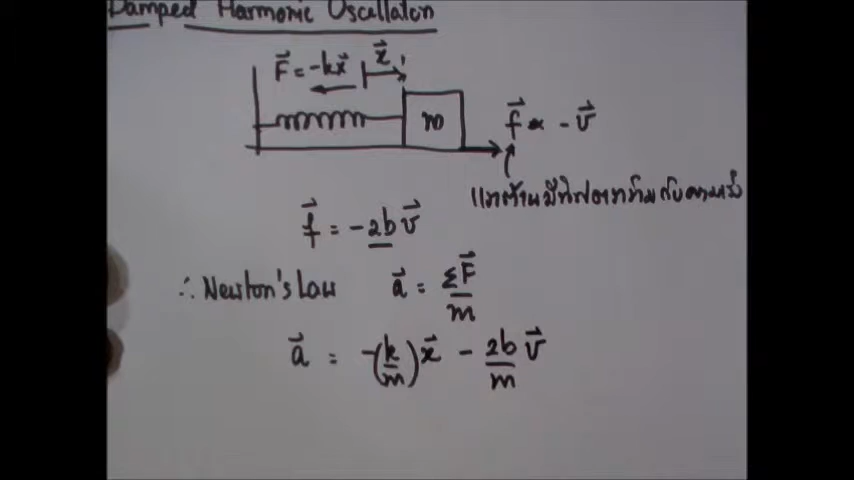 Damped Harmonic Oscillator
F⃗ = -kx⃗
x⃗
m
f⃗ ∝ - v⃗
แรงต้านมีทิศตรงข้ามกับความเร็ว
f⃗ = -2bv⃗
∴ Newton's Law a⃗ = ΣF⃗/m
a⃗ = -(k/m)x⃗ - 2b/m v⃗